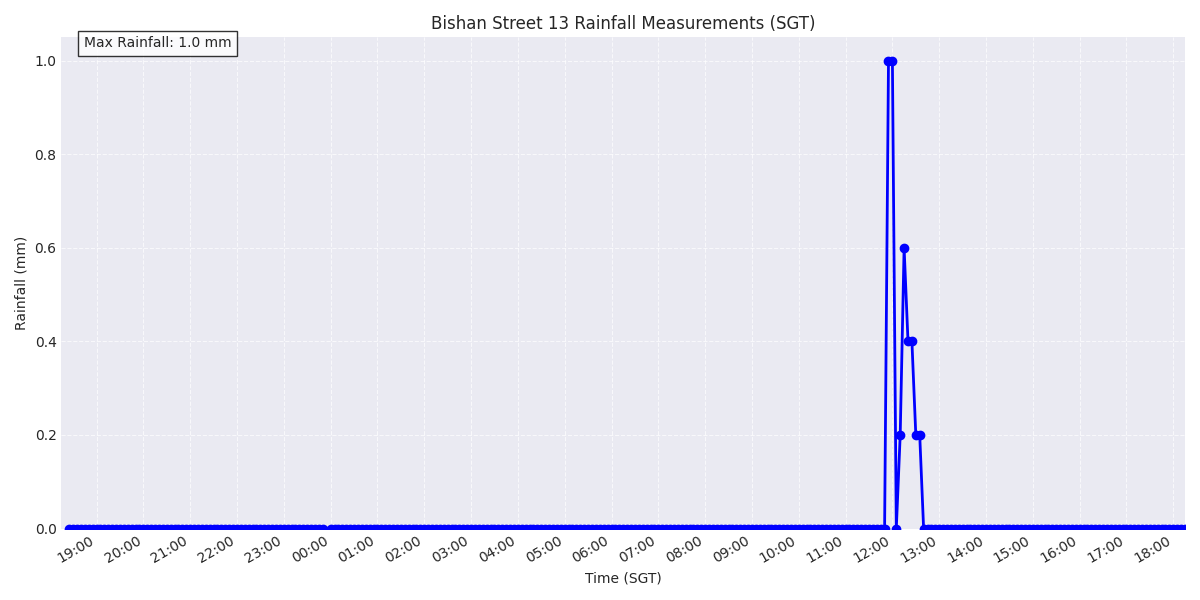 Bishan Street 13 Rainfall Measurements (SGT)
Max Rainfall: 1.0 mm
1.0
0.8
0.6
0.4
0.2
0.0
Rainfall (mm)
19:00 20:00 21:00 22:00 23:00 00:00 01:00 02:00 03:00 04:00 05:00 06:00 07:00 08:00 09:00 10:00 11:00 12:00 13:00 14:00 15:00 16:00 17:00 18:00
Time (SGT)